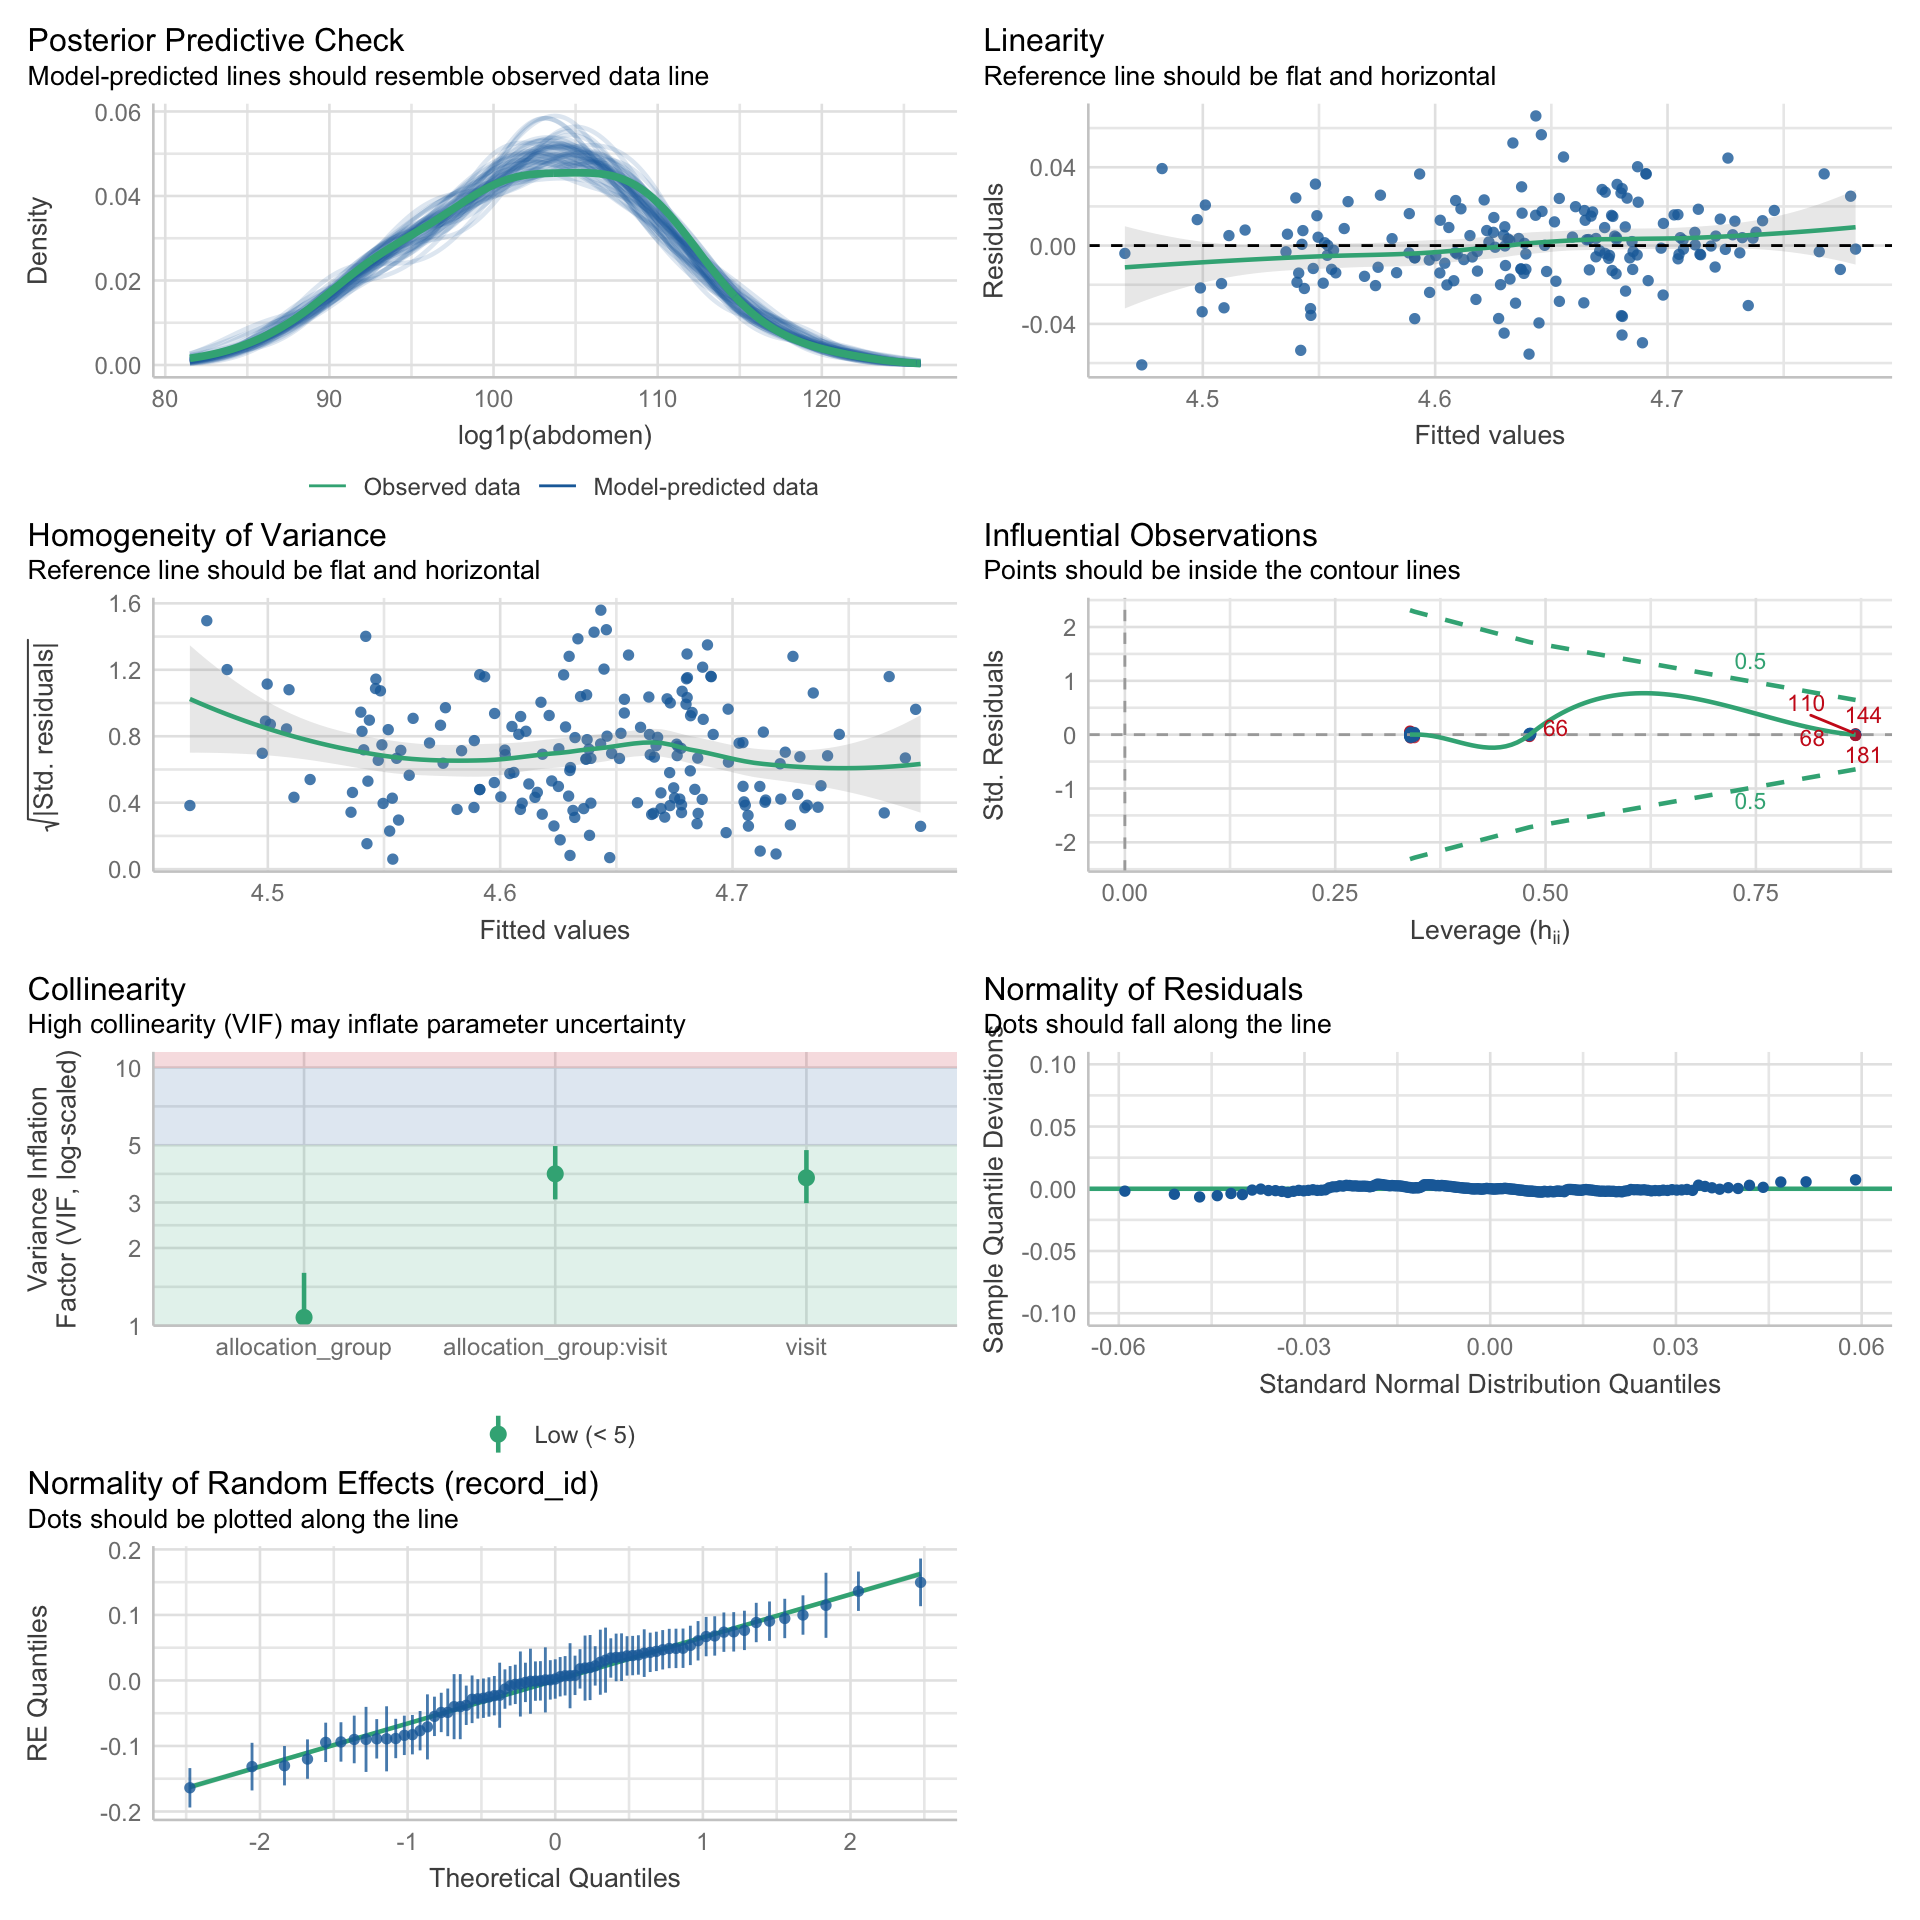 Posterior Predictive Check
Model-predicted lines should resemble observed data line
0.06
0.04
0.02
0.00
Density
80 90 100 110 120
log1p(abdomen)
Observed data Model-predicted data
Linearity
Reference line should be flat and horizontal
0.04
0.00
-0.04
Residuals
4.5 4.6 4.7
Fitted values
Homogeneity of Variance
Reference line should be flat and horizontal
1.6
1.2
0.8
0.4
0.0
√|Std. residuals|
4.5 4.6 4.7
Fitted values
Influential Observations
Points should be inside the contour lines
2
1
0
-1
-2
Std. Residuals
0.5
110
144
66
68
181
0.5
0.00 0.25 0.50 0.75
Leverage (hii)
Collinearity
High collinearity (VIF) may inflate parameter uncertainty
10
5
3
2
1
Variance Inflation
Factor (VIF, log-scaled)
allocation_group allocation_group:visit visit
Low (< 5)
Normality of Residuals
Dots should fall along the line
0.10
0.05
0.00
-0.05
-0.10
Sample Quantile Deviations
-0.06 -0.03 0.00 0.03 0.06
Standard Normal Distribution Quantiles
Normality of Random Effects (record_id)
Dots should be plotted along the line
0.2
0.1
0.0
-0.1
-0.2
RE Quantiles
-2 -1 0 1 2
Theoretical Quantiles